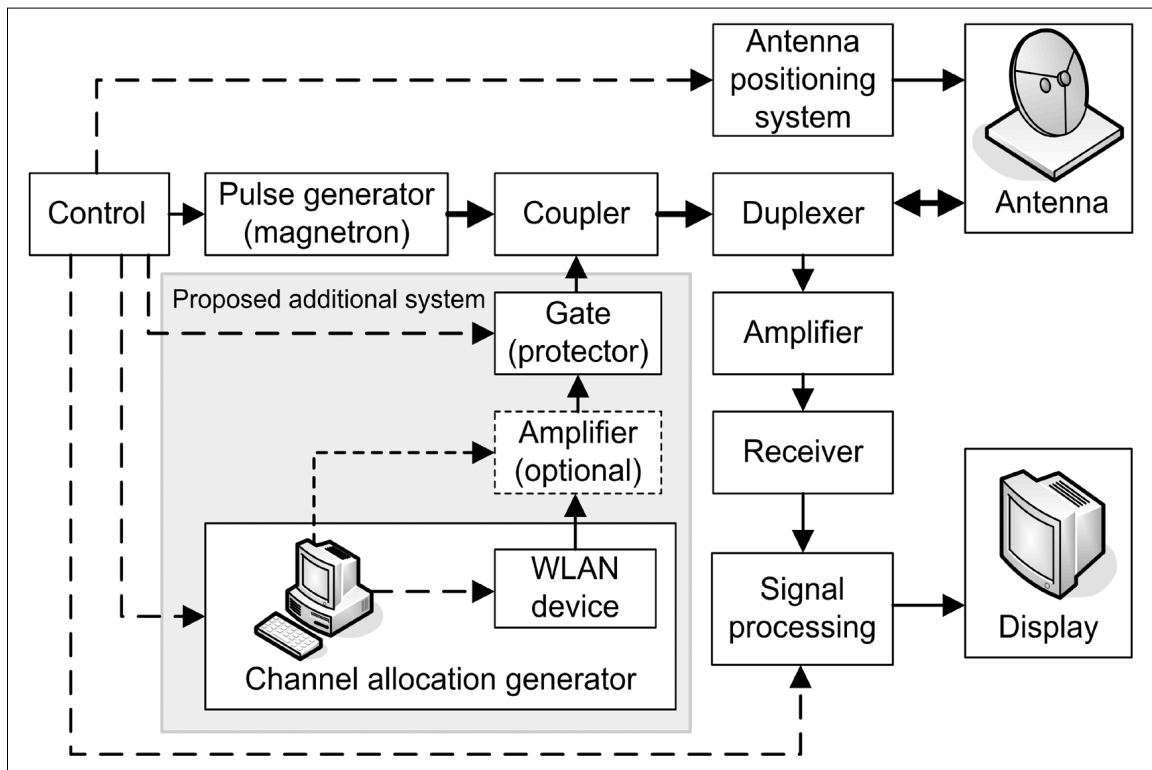 Antenna
positioning
system
Antenna
Control
Pulse generator
(magnetron)
Coupler
Duplexer
Proposed additional system
Gate
(protector)
Amplifier
Amplifier
(optional)
Receiver
WLAN
device
Channel allocation generator
Signal
processing
Display